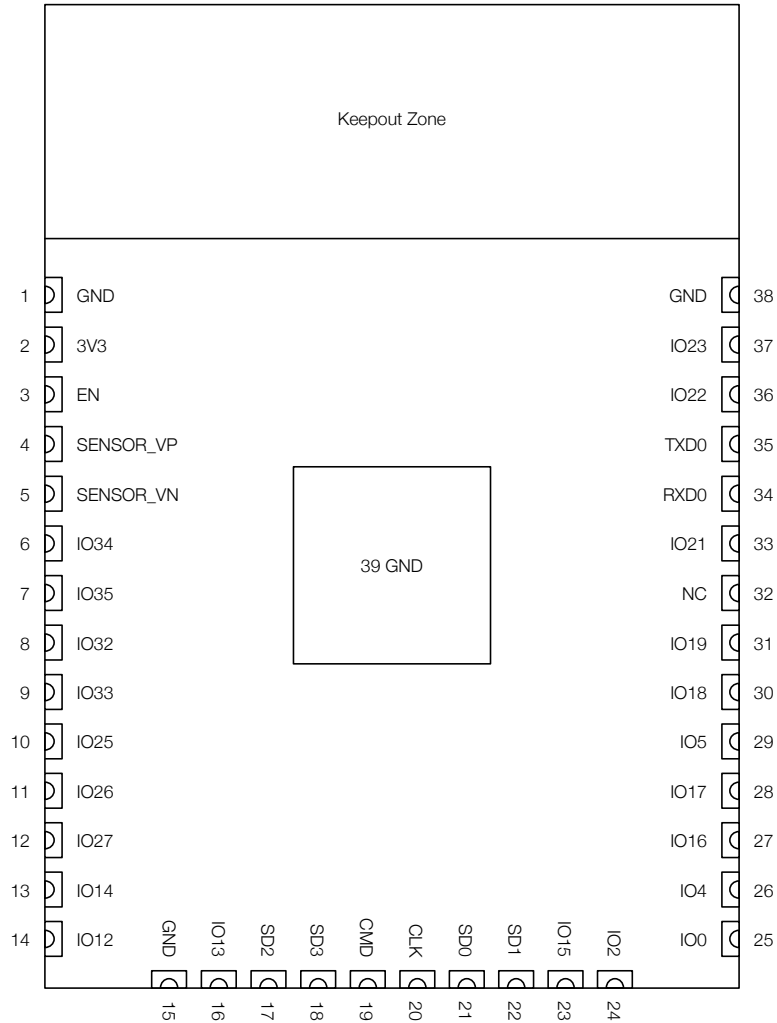 Keepout Zone
1 GND
2 3V3
3 EN
4 SENSOR_VP
5 SENSOR_VN
6 IO34
7 IO35
8 IO32
9 IO33
10 IO25
11 IO26
12 IO27
13 IO14
14 IO12
39 GND
GND 38
IO23 37
IO22 36
TXD0 35
RXD0 34
IO21 33
NC 32
IO19 31
IO18 30
IO5 29
IO17 28
IO16 27
IO4 26
IO0 25
GND 15
IO13 16
SD2 17
SD3 18
CMD 19
CLK 20
SD0 21
SD1 22
IO15 23
IO2 24